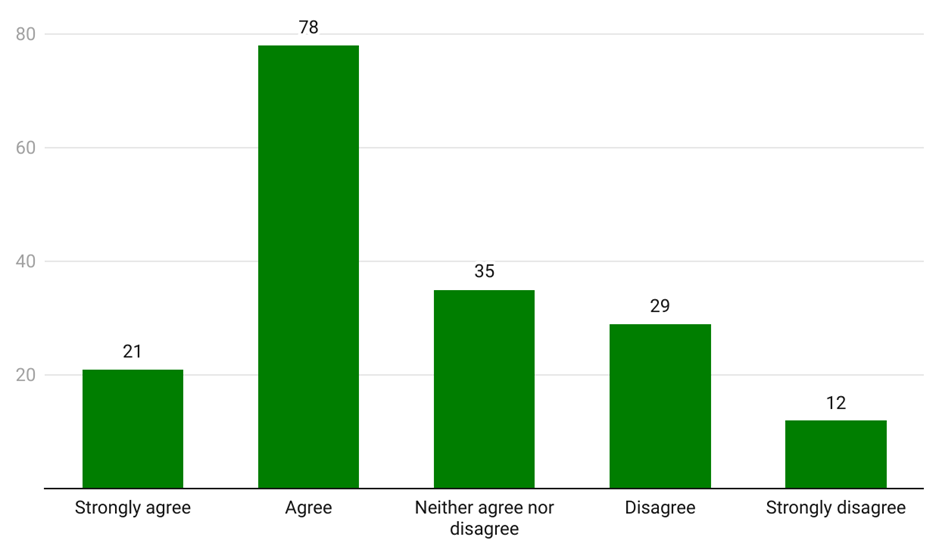 80
60
40
20
78
35
29
21
12
Strongly agree
Agree
Neither agree nor
disagree
Disagree
Strongly disagree